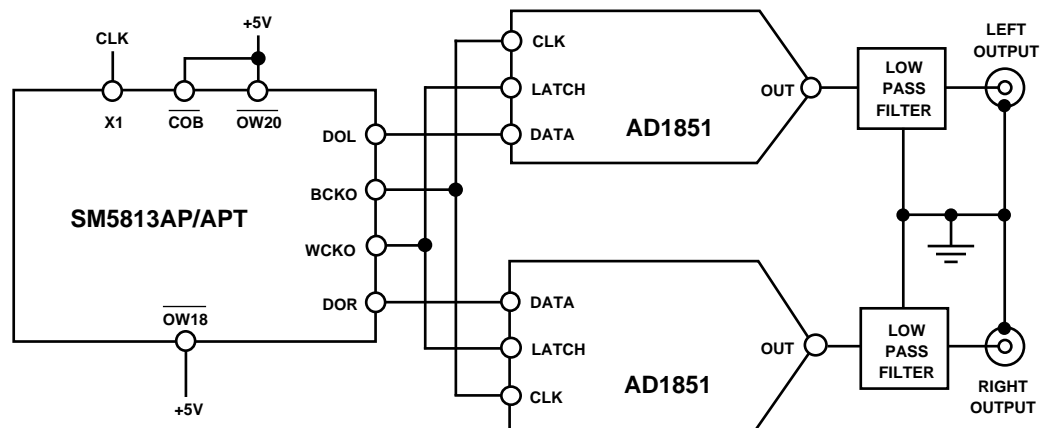 +5V
CLK
X1
COB
OW20
DOL
BCKO
WCKO
DOR
SM5813AP/APT
OW18
+5V
CLK
LATCH
DATA
OUT
AD1851
LOW
PASS
FILTER
LEFT
OUTPUT
DATA
LATCH
CLK
OUT
AD1851
LOW
PASS
FILTER
RIGHT
OUTPUT